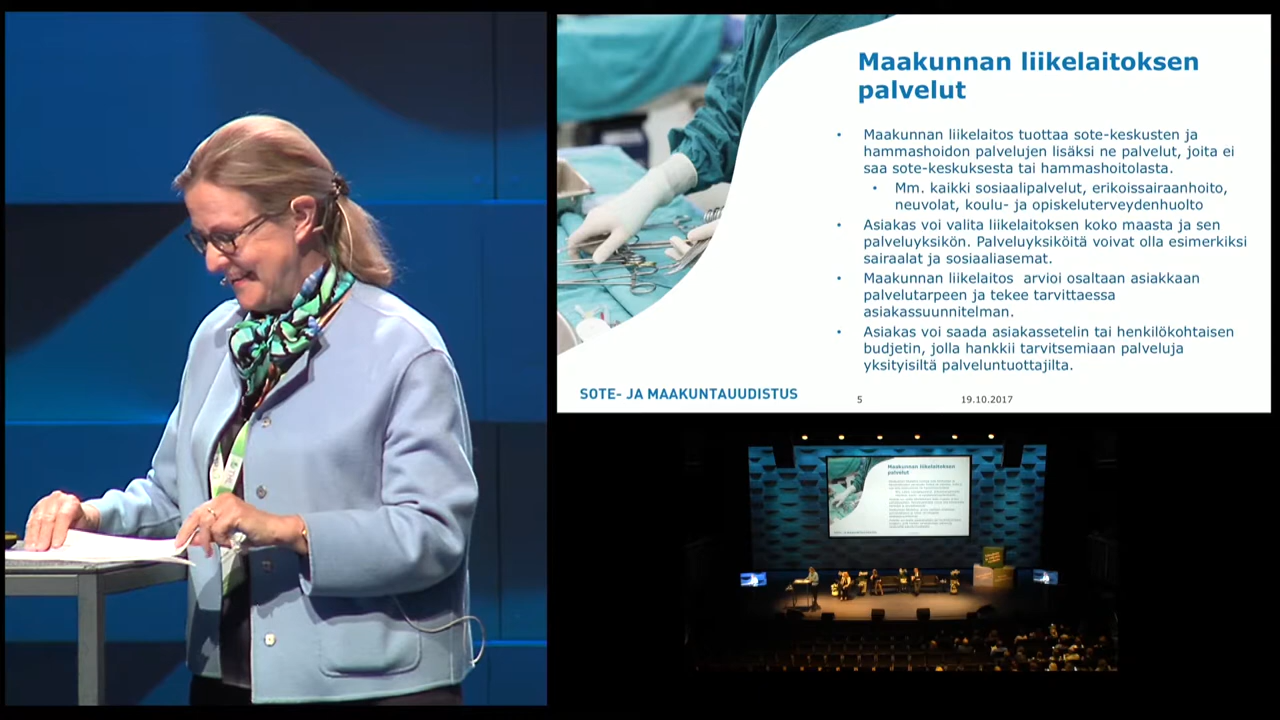 Maakunnan liikelaitoksen
palvelut
• Maakunnan liikelaitos tuottaa sote-keskusten ja
hammashoidon palvelujen lisäksi ne palvelut, joita ei
saa sote-keskuksesta tai hammashoitolasta.
• Mm. kaikki sosiaalipalvelut, erikoissairaanhoito,
neuvolat, koulu- ja opiskeluterveydenhuolto
• Asiakas voi valita liikelaitoksen koko maasta ja sen
palveluyksikön. Palveluyksiköitä voivat olla esimerkiksi
sairaalat ja sosiaaliasemat.
• Maakunnan liikelaitos arvioi osaltaan asiakkaan
palvelutarpeen ja tekee tarvittaessa
asiakassuunnitelman.
• Asiakas voi saada asiakassetelin tai henkilökohtaisen
budjetin, jolla hankkii tarvitsemiaan palveluja
yksityisiltä palveluntuottajilta.
SOTE- JA MAAKUNTAUUDISTUS
5
19.10.2017
Maakunnan liikelaitoksen
palvelut